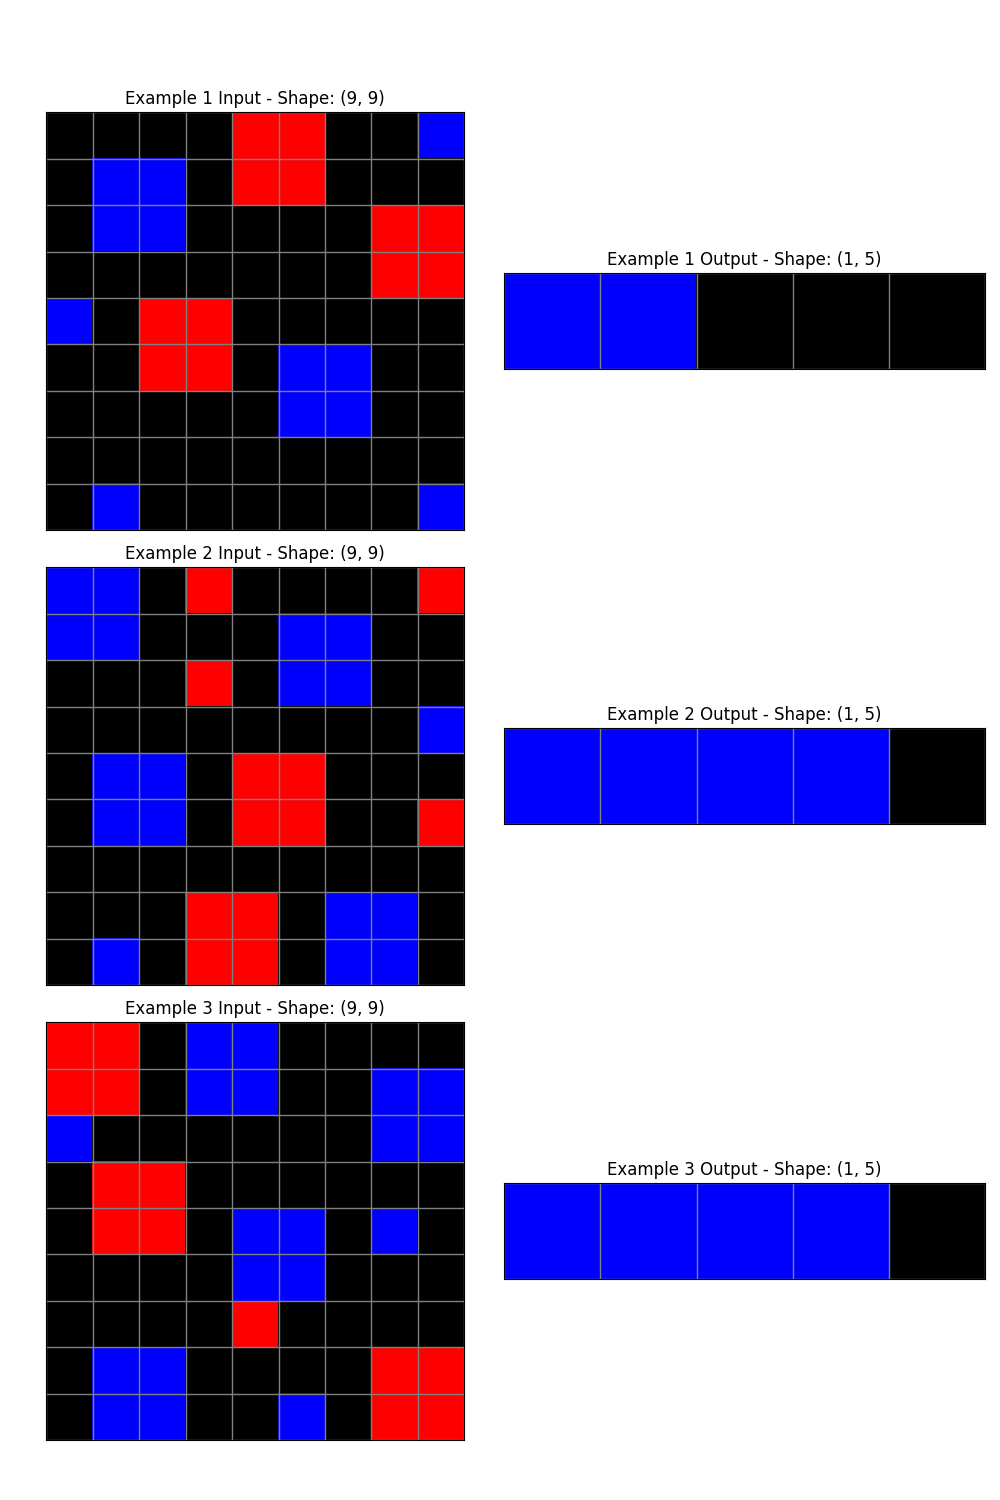 Example 1 Input - Shape: (9, 9)
Example 1 Output - Shape: (1, 5)
Example 2 Input - Shape: (9, 9)
Example 2 Output - Shape: (1, 5)
Example 3 Input - Shape: (9, 9)
Example 3 Output - Shape: (1, 5)